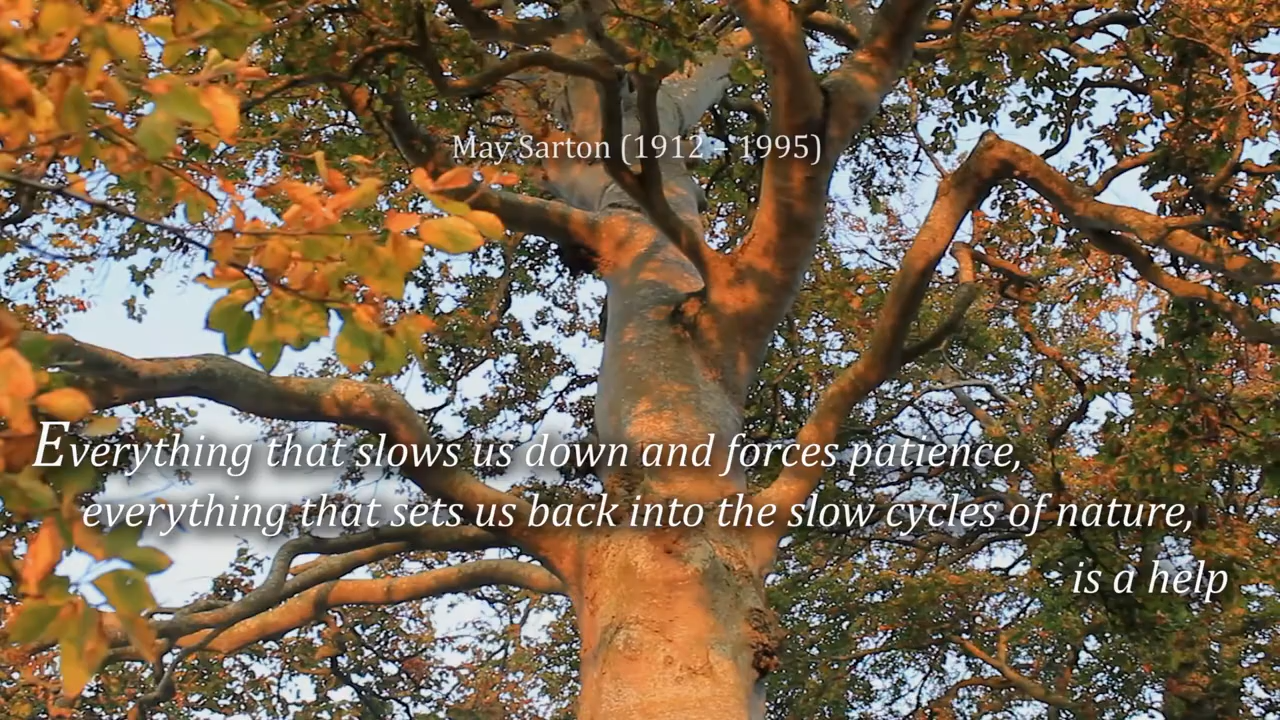 May Sarton (1912 - 1995)
Everything that slows us down and forces patience,
everything that sets us back into the slow cycles of nature,
is a help